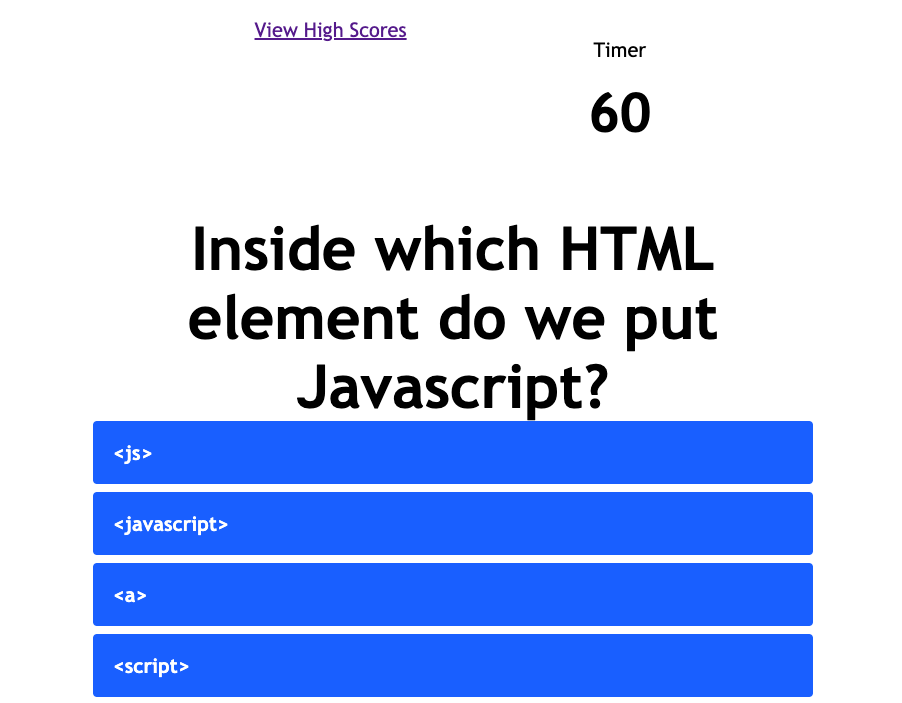 View High Scores
Timer
60
Inside which HTML
element do we put
Javascript?
<js>
<javascript>
<a>
<script>